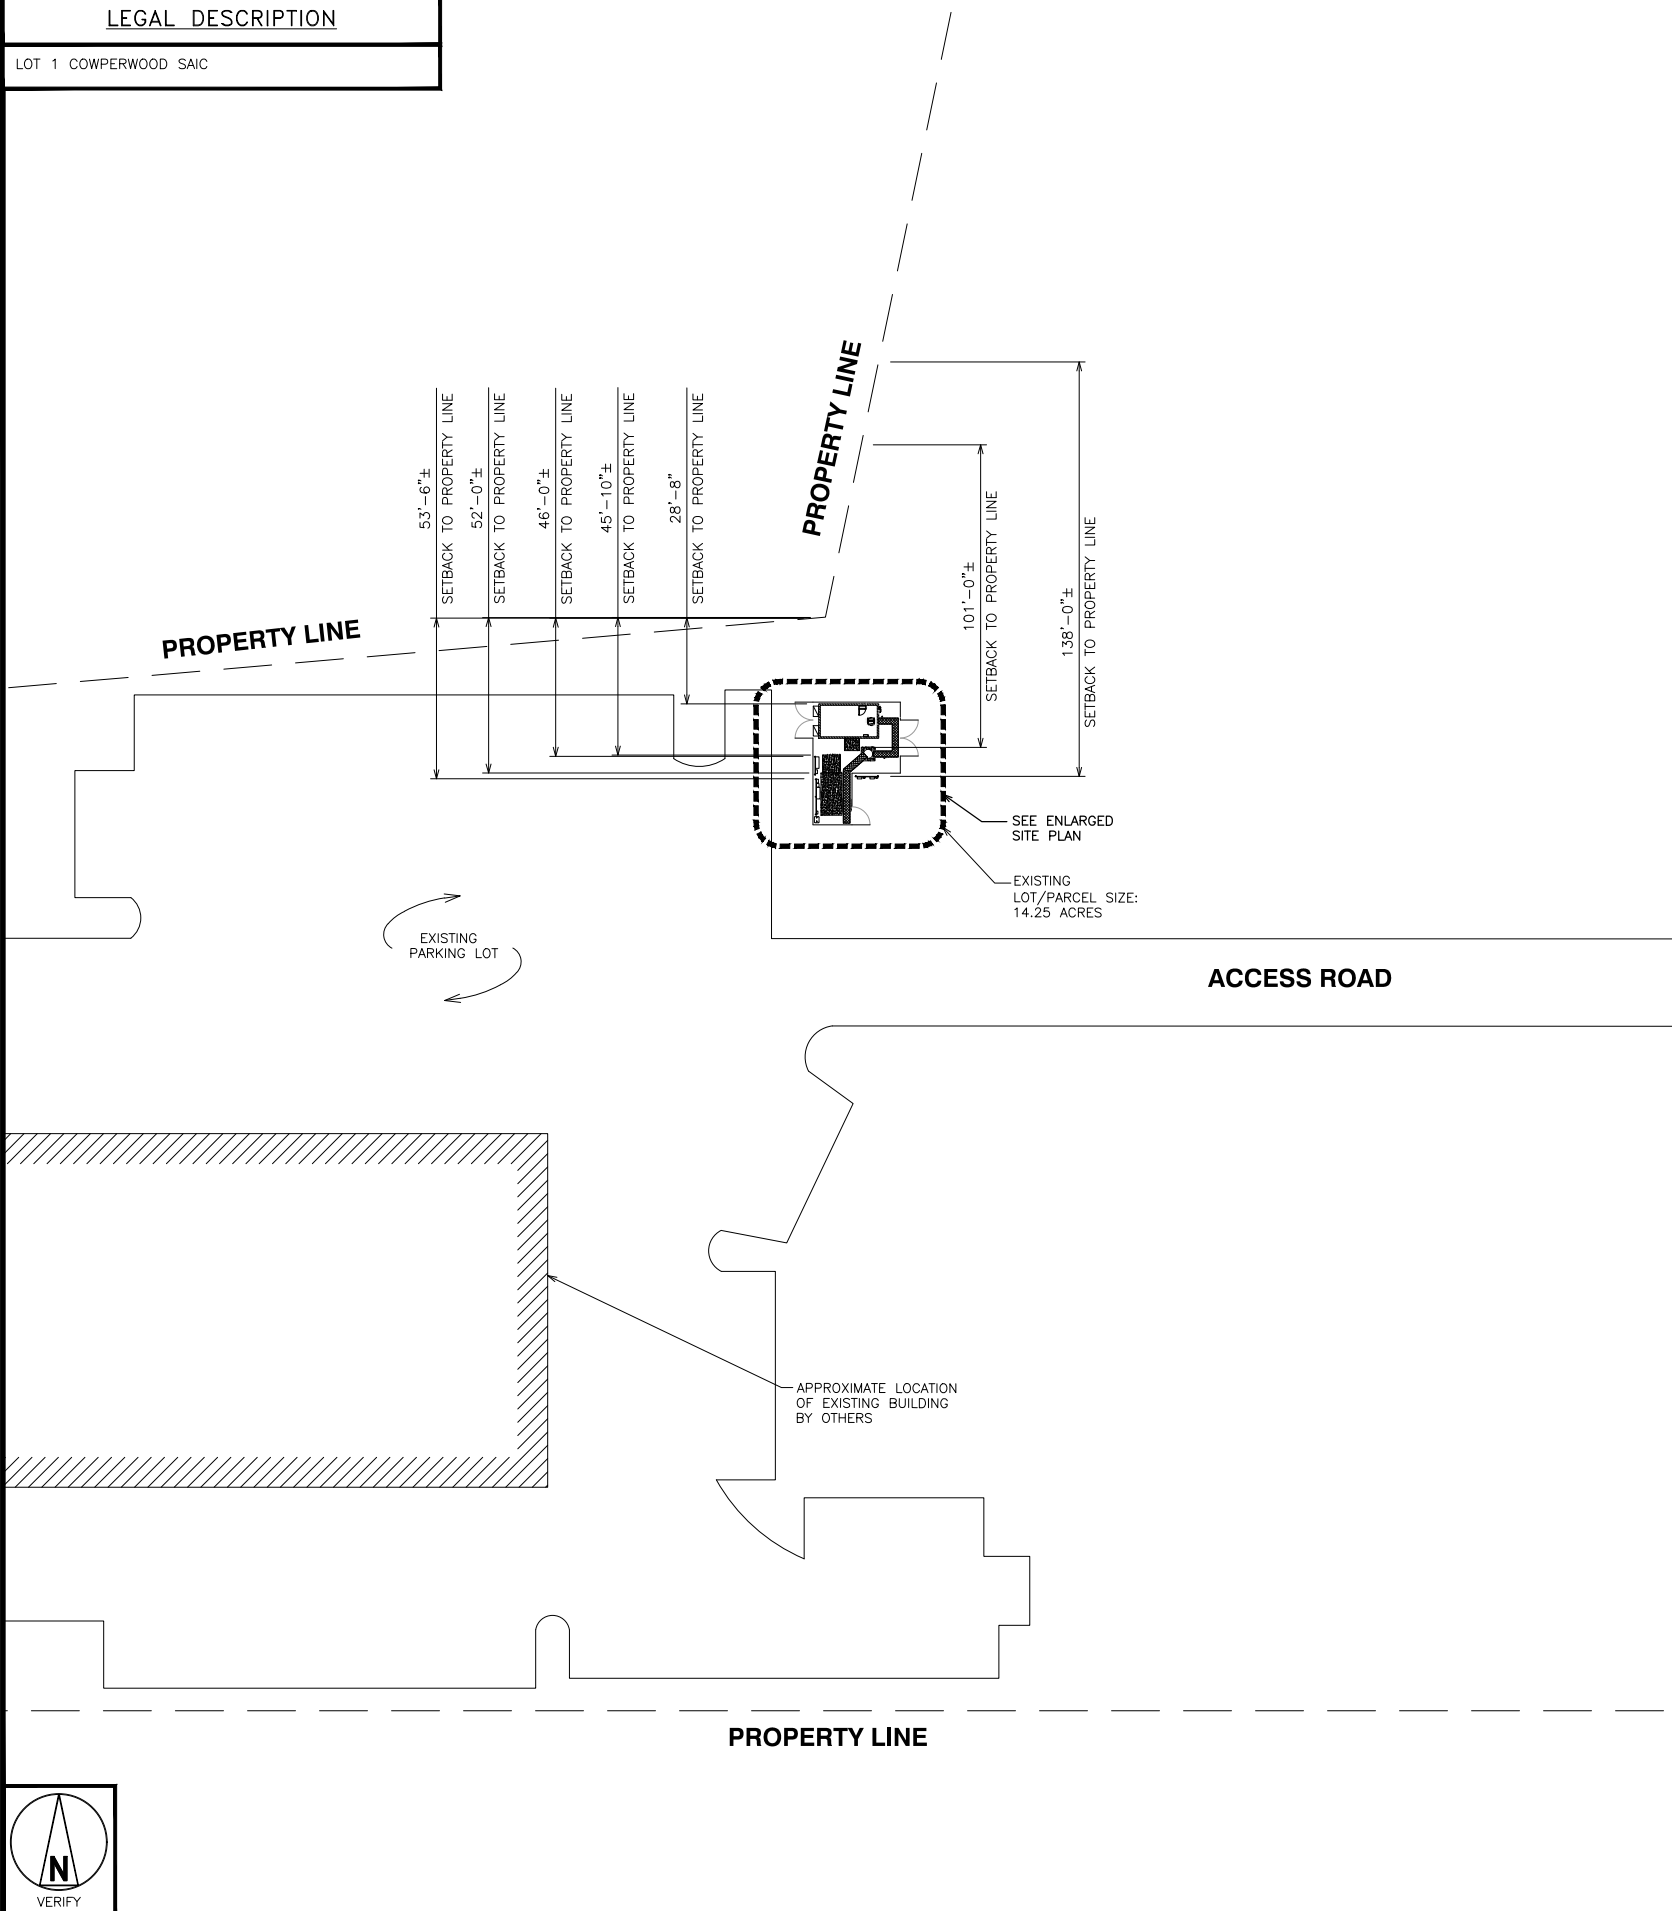 LEGAL DESCRIPTION
LOT 1 COWPERWOOD SAIC
PROPERTY LINE
53'-6"±
SETBACK TO PROPERTY LINE
52'-0"±
SETBACK TO PROPERTY LINE
46'-0"±
SETBACK TO PROPERTY LINE
45'-10"±
SETBACK TO PROPERTY LINE
28'-8"
SETBACK TO PROPERTY LINE
101'-0"±
SETBACK TO PROPERTY LINE
138'-0"±
SETBACK TO PROPERTY LINE
PROPERTY LINE
SEE ENLARGED
SITE PLAN
EXISTING
LOT/PARCEL SIZE:
14.25 ACRES
EXISTING
PARKING LOT
ACCESS ROAD
APPROXIMATE LOCATION
OF EXISTING BUILDING
BY OTHERS
PROPERTY LINE
N
VERIFY